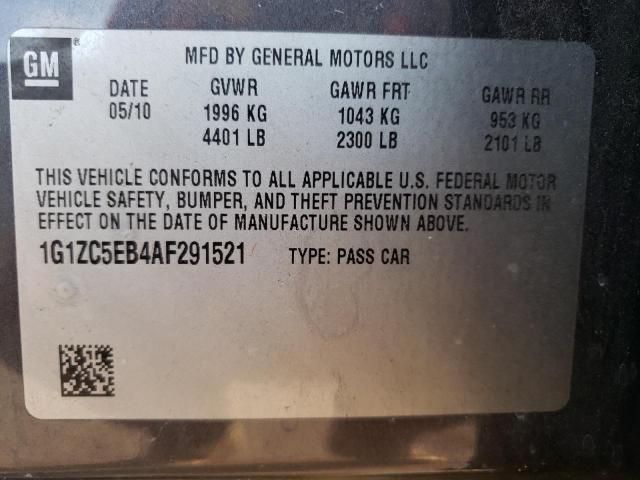 GM ®
MFD BY GENERAL MOTORS LLC
DATE GVWR GAWR FRT GAWR RR
05/10 1996 KG 1043 KG 953 KG
4401 LB 2300 LB 2101 LB
THIS VEHICLE CONFORMS TO ALL APPLICABLE U.S. FEDERAL MOTOR
VEHICLE SAFETY, BUMPER, AND THEFT PREVENTION STANDARDS IN
EFFECT ON THE DATE OF MANUFACTURE SHOWN ABOVE.
1G1ZC5EB4AF291521 TYPE: PASS CAR